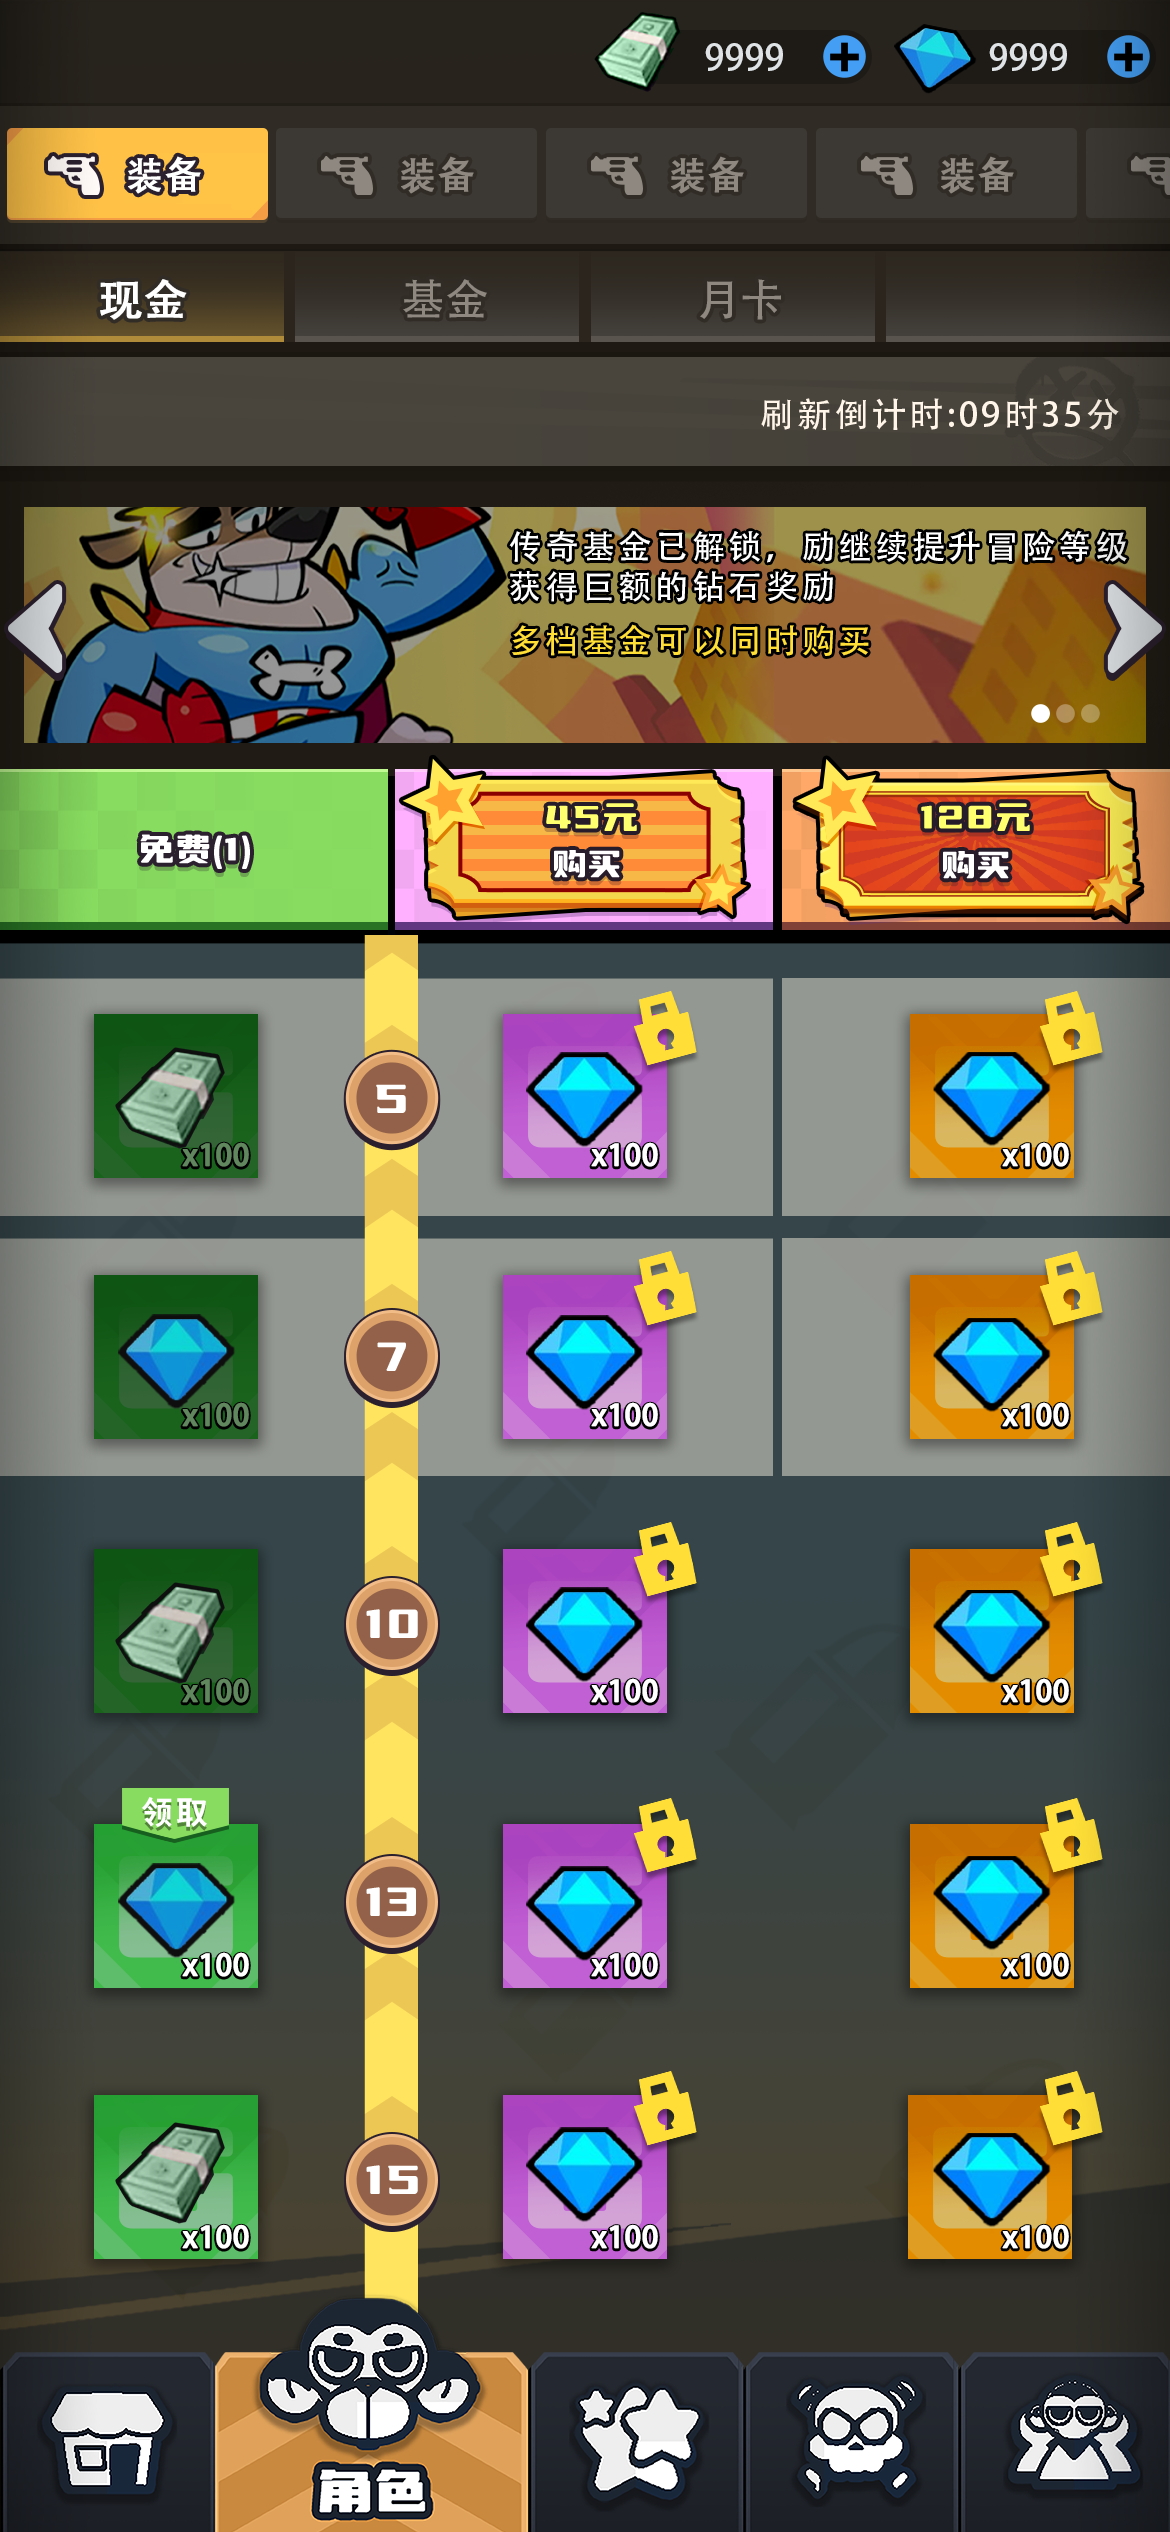 9999 9999
装备 装备 装备 装备
现金 基金 月卡
刷新倒计时:09时35分
传奇基金已解锁，励继续提升冒险等级
获得巨额的钻石奖励
多档基金可以同时购买
免费(1)
45元
购买
128元
购买
x100 5 x100 x100
x100 7 x100 x100
x100 10 x100 x100
领取
x100 13 x100 x100
x100 15 x100 x100
角色